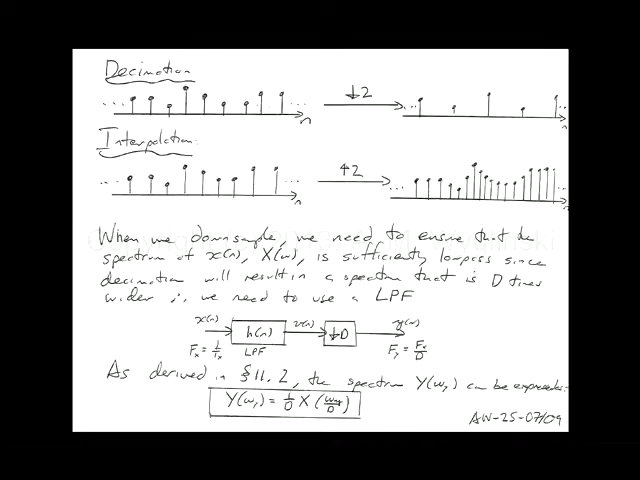 Decimation
↓2
n
Interpolation:
↑2
n
n
When we downsample, we need to ensure that the
spectrum of x(n), X(ω), is sufficiently lowpass since
decimation will result in a spectrum that is D times
wider ∴ we need to use a LPF
x(n) h(n) v(n) ↓D y(n)
Fx = 1/Tx LPF Fy = Fx/D
As derived in §11.2, the spectrum Y(ωy) can be expressed:
Y(ωy) = 1/D X(ωy/D)
AW-25-07/09